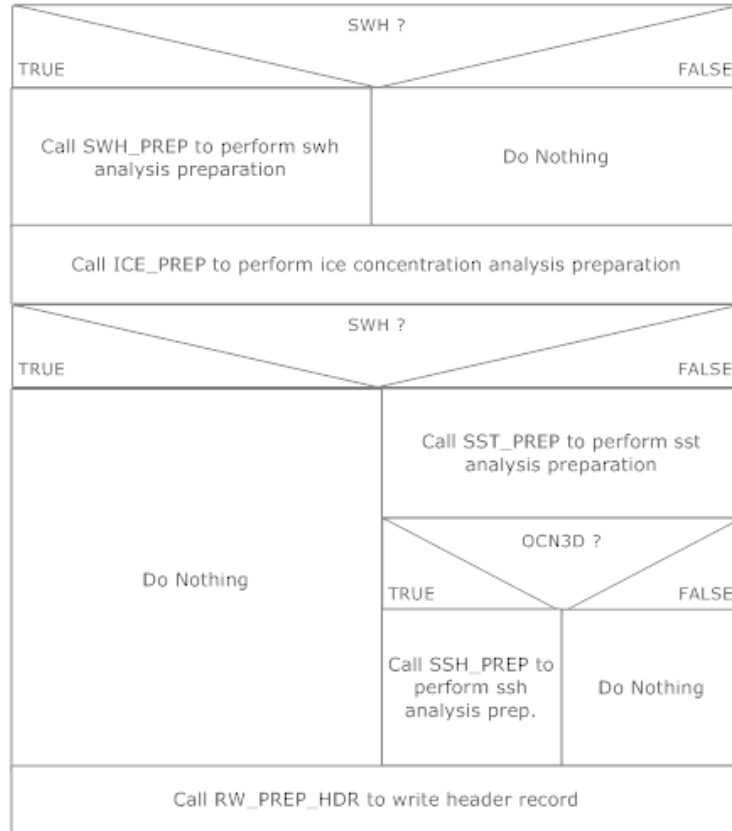 SWH ?
TRUE
FALSE
Call SWH_PREP to perform swh
analysis preparation
Do Nothing
Call ICE_PREP to perform ice concentration analysis preparation
SWH ?
TRUE
FALSE
Call SST_PREP to perform sst
analysis preparation
Do Nothing
OCN3D ?
TRUE
FALSE
Call SSH_PREP to
perform ssh
analysis prep.
Do Nothing
Call RW_PREP_HDR to write header record